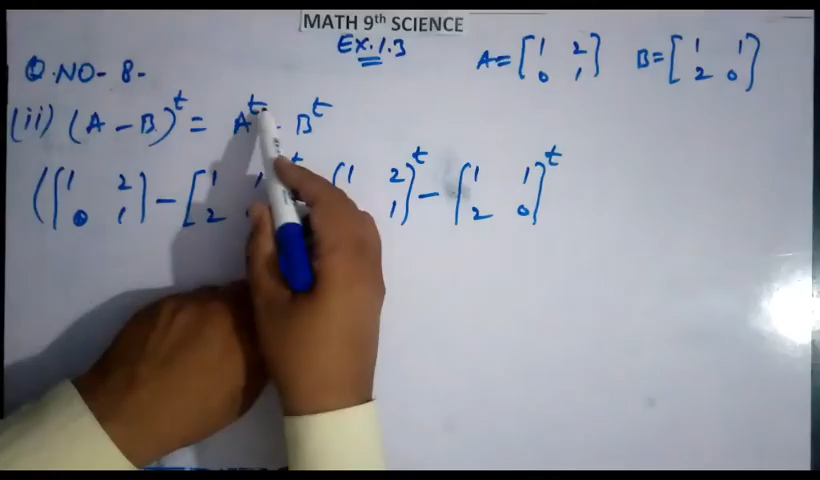 MATH 9th SCIENCE
Ex.1.3
A = [1 2 0 1] B = [1 1 2 0]
Q.NO- 8-
(ii) (A - B)^t = A^t - B^t
([1 2 0 1] - [1 1 2 t [1 2 1]^t - [1 1 2 0]^t